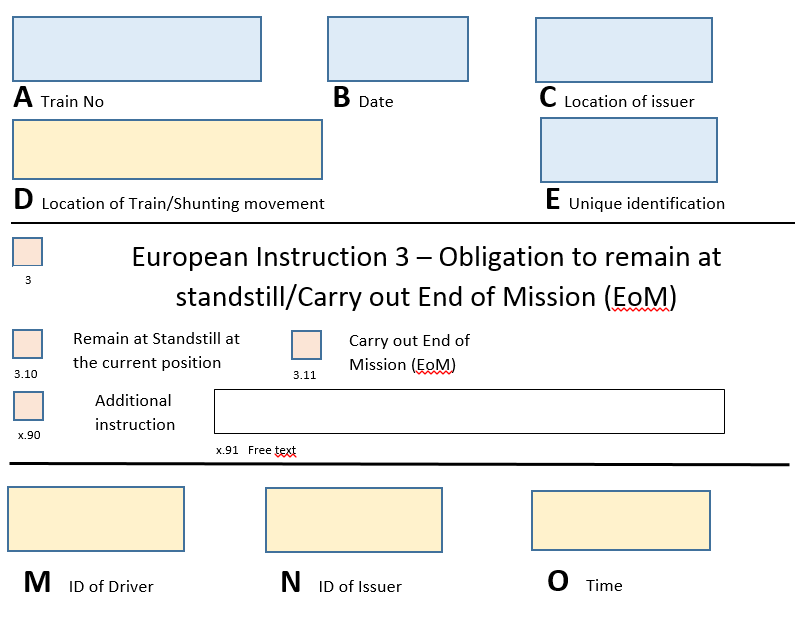 A Train No
B Date
C Location of issuer
D Location of Train/Shunting movement
E Unique identification
3
European Instruction 3 – Obligation to remain at
standstill/Carry out End of Mission (EoM)
3.10
Remain at Standstill at
the current position
3.11
Carry out End of
Mission (EoM)
x.90
Additional
instruction
x.91 Free text
M ID of Driver
N ID of Issuer
O Time